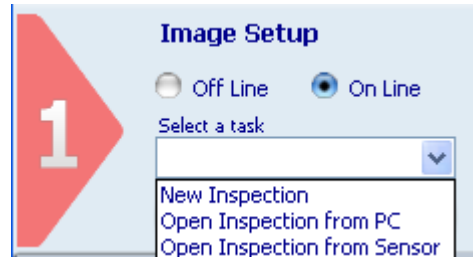 Image Setup
1
Off Line On Line
Select a task
New Inspection
Open Inspection from PC
Open Inspection from Sensor